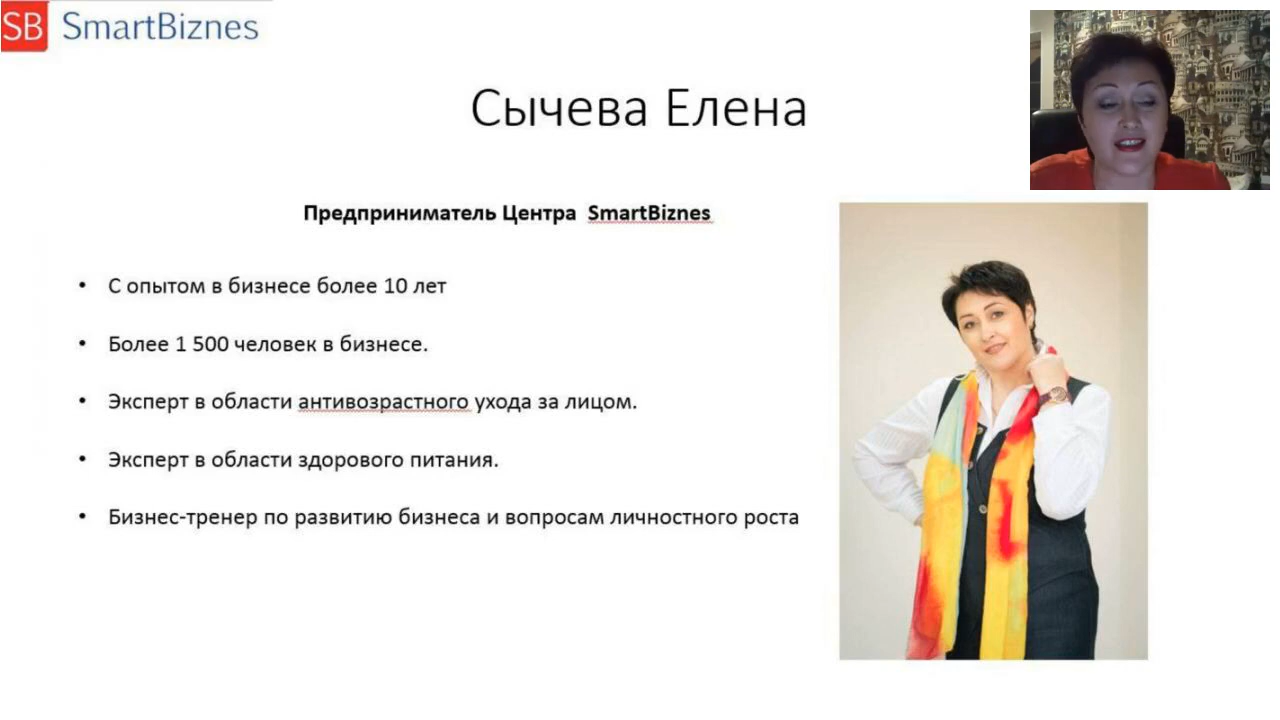 SB SmartBiznes
Сычева Елена
Предприниматель Центра SmartBiznes
• С опытом в бизнесе более 10 лет
• Более 1 500 человек в бизнесе.
• Эксперт в области антивозрастного ухода за лицом.
• Эксперт в области здорового питания.
• Бизнес-тренер по развитию бизнеса и вопросам личностного роста